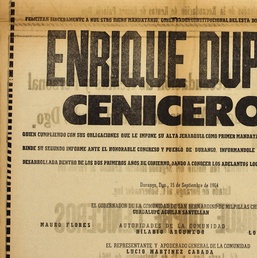 FELICITAN SINCERAMENTE A NUESTRO DIGNO MANDATARIO,
ENRIQUE DUP
CENICERO
QUIEN CUMPLIENDO CON SUS OBLIGACIONES QUE LE IMPONE SU ALTA JERARQUIA COMO PRIMER MANDATARI
RINDE SU SEGUNDO INFORME ANTE EL HONORABLE CONGRESO Y PUEBLO DE DURANGO, INFORMANDOLE
DESARROLLADA DENTRO DE LOS DOS PRIMEROS AÑOS DE GOBIERNO, DANDO A CONOCER LOS ADELANTOS LOG
Durango, Dgo., 15 de Septiembre de 1964
EL GOBERNADOR DE LA COMUNIDAD DE SAN BERNARDINO DE MILPILLAS CH
GUADALUPE AGUILAR SANTILLAN
AUTORIDADES DE LA COMUNIDAD
MAURO FLORES HILARIO ARGUMEDO LO
EL REPRESENTANTE Y APODERADO GENERAL DE LA COMUNIDAD
LUCIO MARTINEZ CABADA